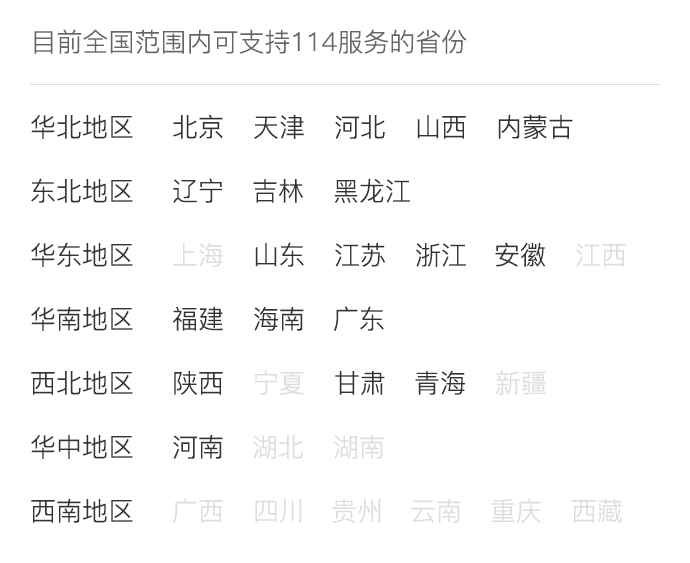 目前全国范围内可支持114服务的省份
华北地区 北京 天津 河北 山西 内蒙古
东北地区 辽宁 吉林 黑龙江
华东地区 上海 山东 江苏 浙江 安徽 江西
华南地区 福建 海南 广东
西北地区 陕西 宁夏 甘肃 青海 新疆
华中地区 河南 湖北 湖南
西南地区 广西 四川 贵州 云南 重庆 西藏